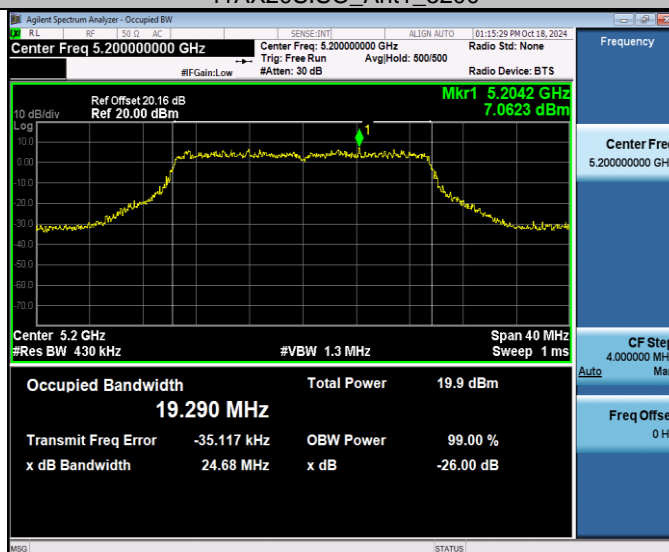 Agilent Spectrum Analyzer - Occupied BW
RL RF 50 Ω AC SENSE:INT ALIGN AUTO 01:15:29 PM Oct 18, 2024
Center Freq 5.200000000 GHz
Center Freq: 5.200000000 GHz Radio Std: None
Trig: Free Run Avg|Hold: 500/500
#IFGain:Low #Atten: 30 dB Radio Device: BTS
Mkr1 5.2042 GHz
7.0623 dBm
Ref Offset 20.16 dB
10 dB/div Ref 20.00 dBm
Log
10.0
0.00
-10.0
-20.0
-30.0
-40.0
-50.0
-60.0
-70.0
1
Center 5.2 GHz Span 40 MHz
#Res BW 430 kHz #VBW 1.3 MHz Sweep 1 ms
Occupied Bandwidth Total Power 19.9 dBm
19.290 MHz
Transmit Freq Error -35.117 kHz OBW Power 99.00 %
x dB Bandwidth 24.68 MHz x dB -26.00 dB
Frequency
Center Fre
5.200000000 GH
CF Step
4.000000 MH
Auto Ma
Freq Offse
0 H
MSG STATUS